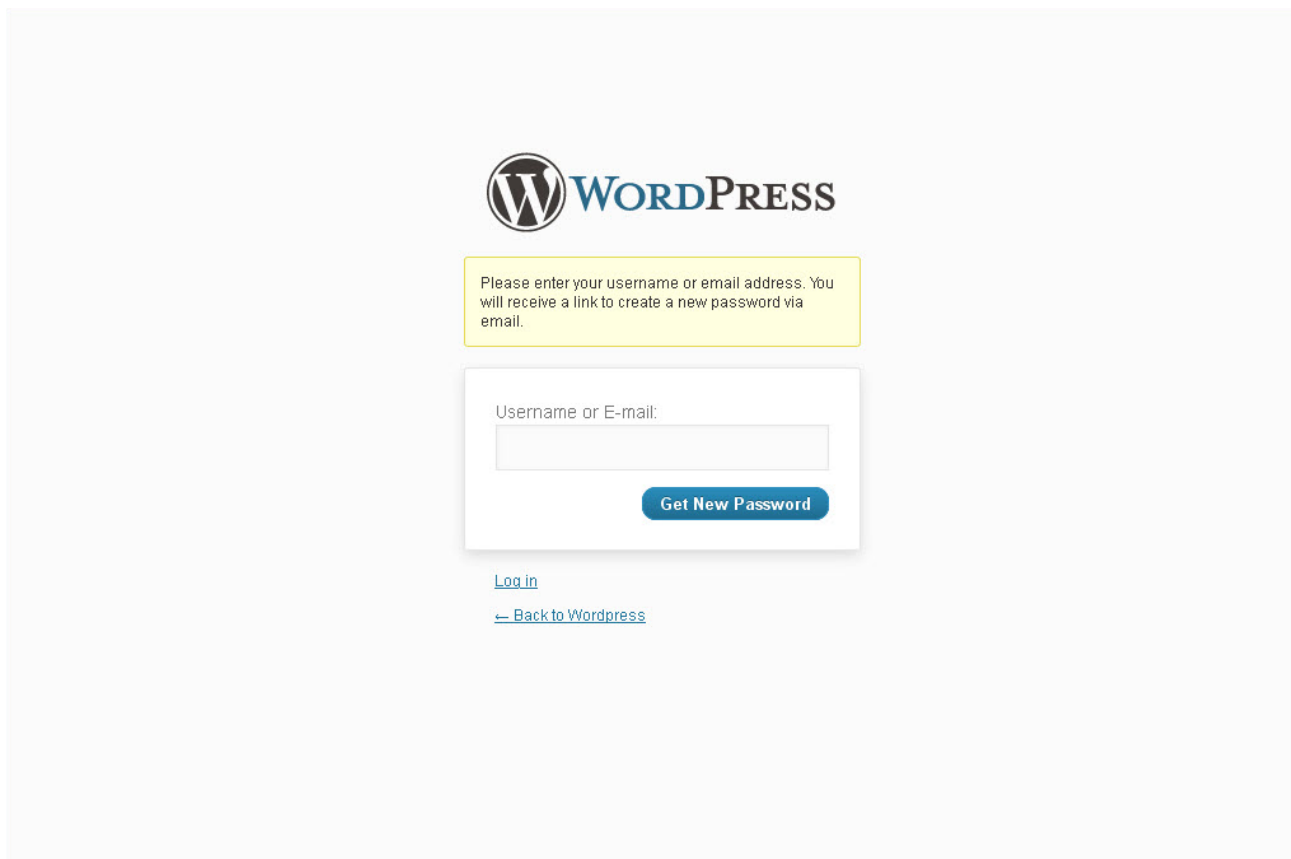 WORDPRESS
Please enter your username or email address. You
will receive a link to create a new password via
email.
Username or E-mail:
Get New Password
Log in
← Back to Wordpress